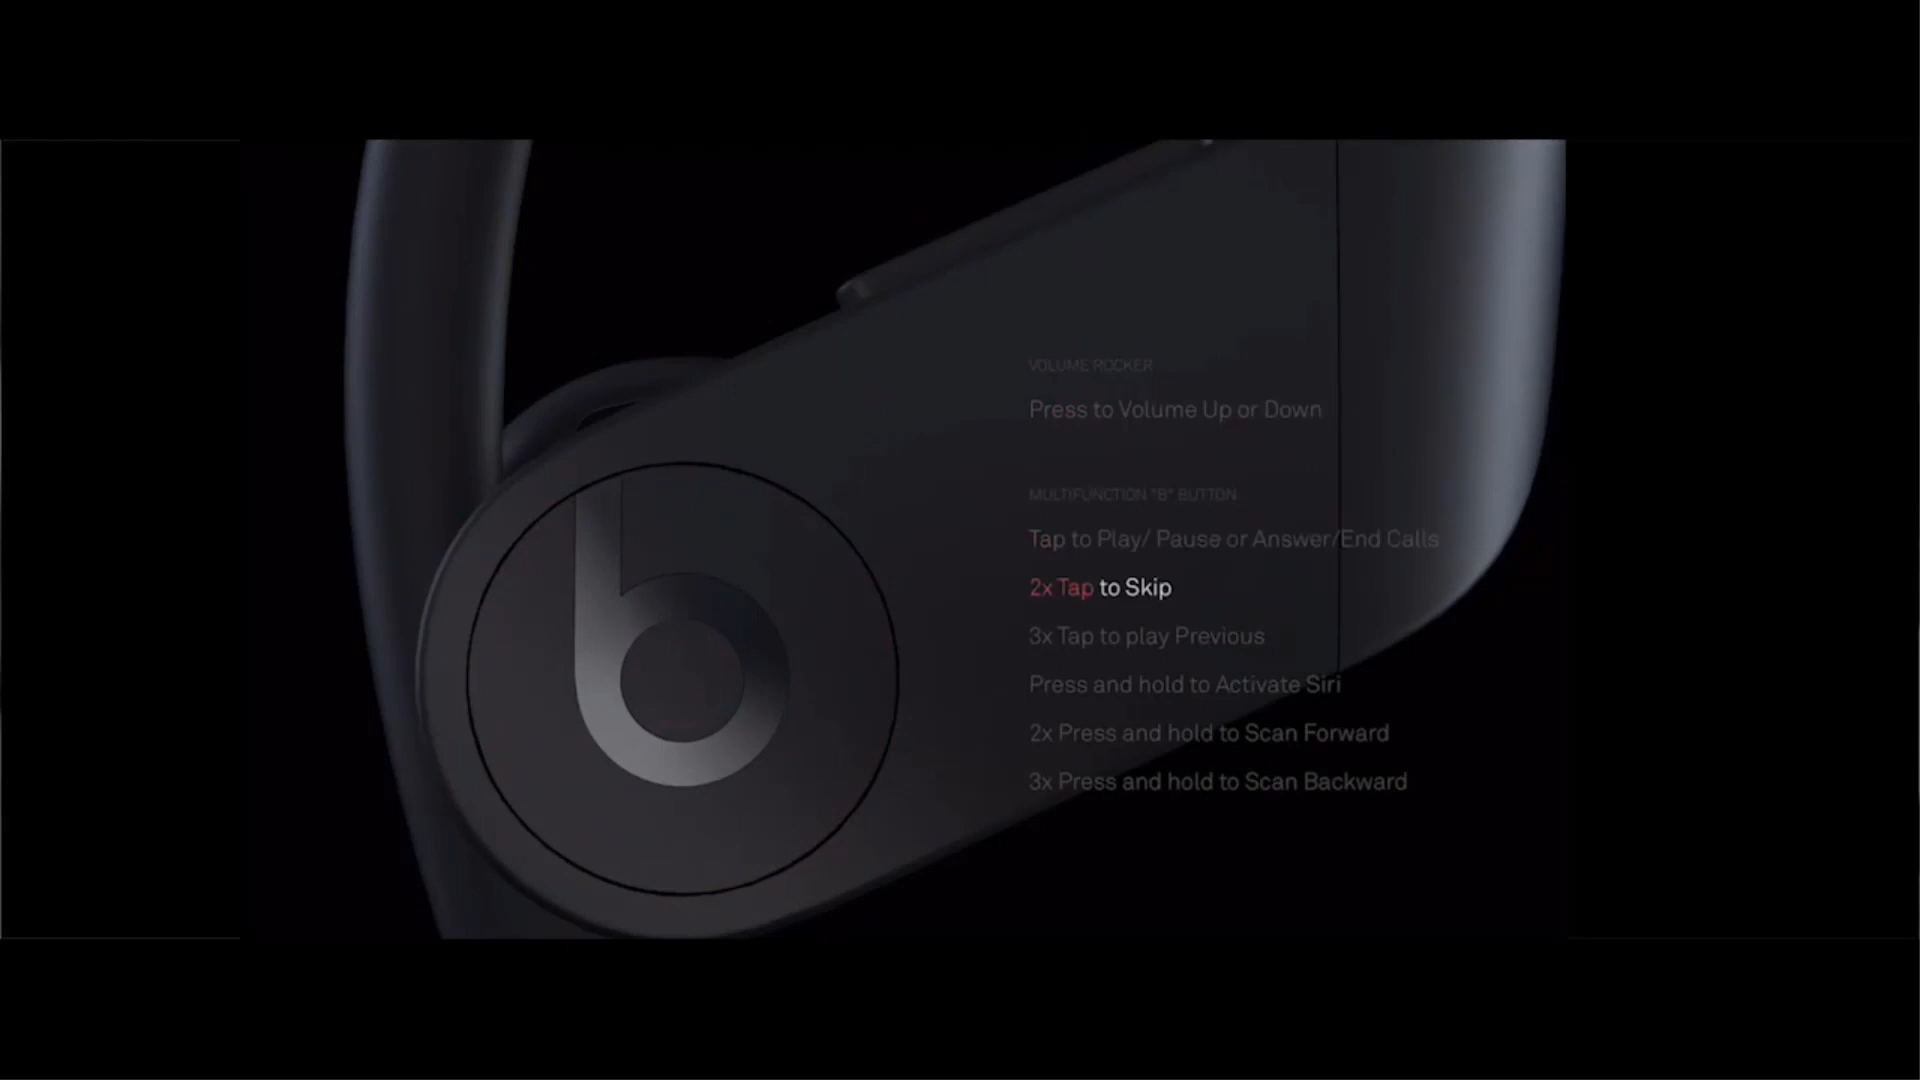 VOLUME ROCKER
Press to Volume Up or Down
MULTIFUNCTION "B" BUTTON
Tap to Play/ Pause or Answer/End Calls
2x Tap to Skip
3x Tap to play Previous
Press and hold to Activate Siri
2x Press and hold to Scan Forward
3x Press and hold to Scan Backward